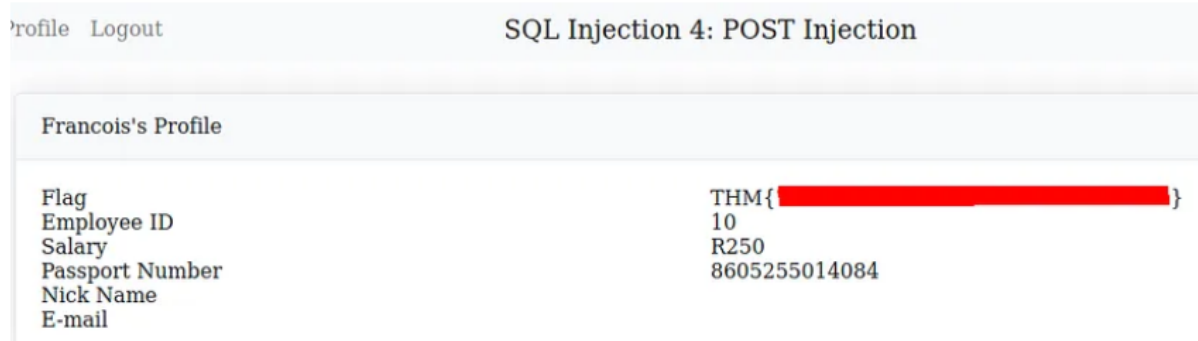 Profile Logout
SQL Injection 4: POST Injection
Francois's Profile
Flag THM{ }
Employee ID 10
Salary R250
Passport Number 8605255014084
Nick Name
E-mail